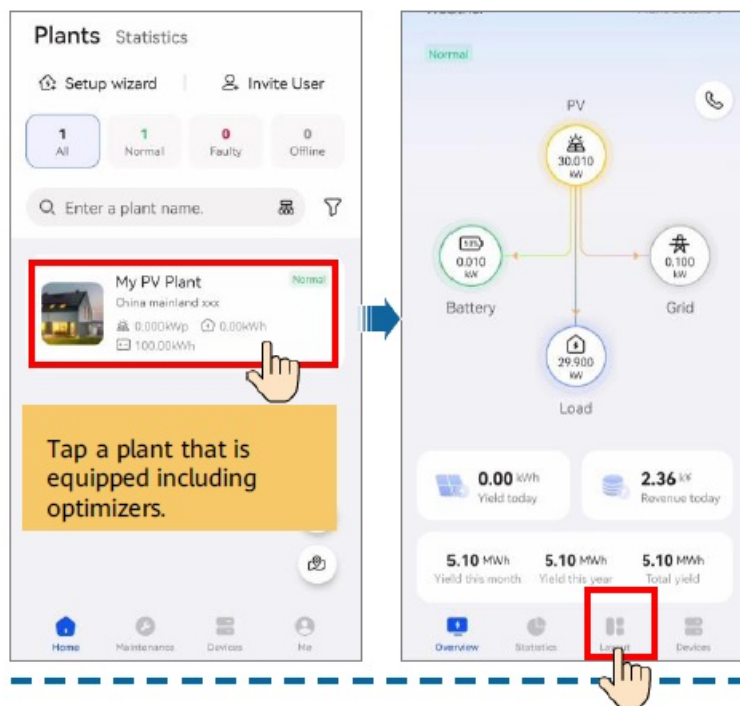 Plants Statistics
Setup wizard Invite User
1 1 0 0
All Normal Faulty Offline
Enter a plant name.
My PV Plant Normal
China mainland xxx
0.000kWp 0.00kWh
100.00kWh
Tap a plant that is
equipped including
optimizers.
Home Maintenance Devices Me
Normal
PV
30.010
kW
0.010
kW
Battery
0.100
kW
Grid
29.900
kW
Load
0.00 kWh
Yield today
2.36 k¥
Revenue today
5.10 MWh 5.10 MWh 5.10 MWh
Yield this month Yield this year Total yield
Overview Statistics Layout Devices